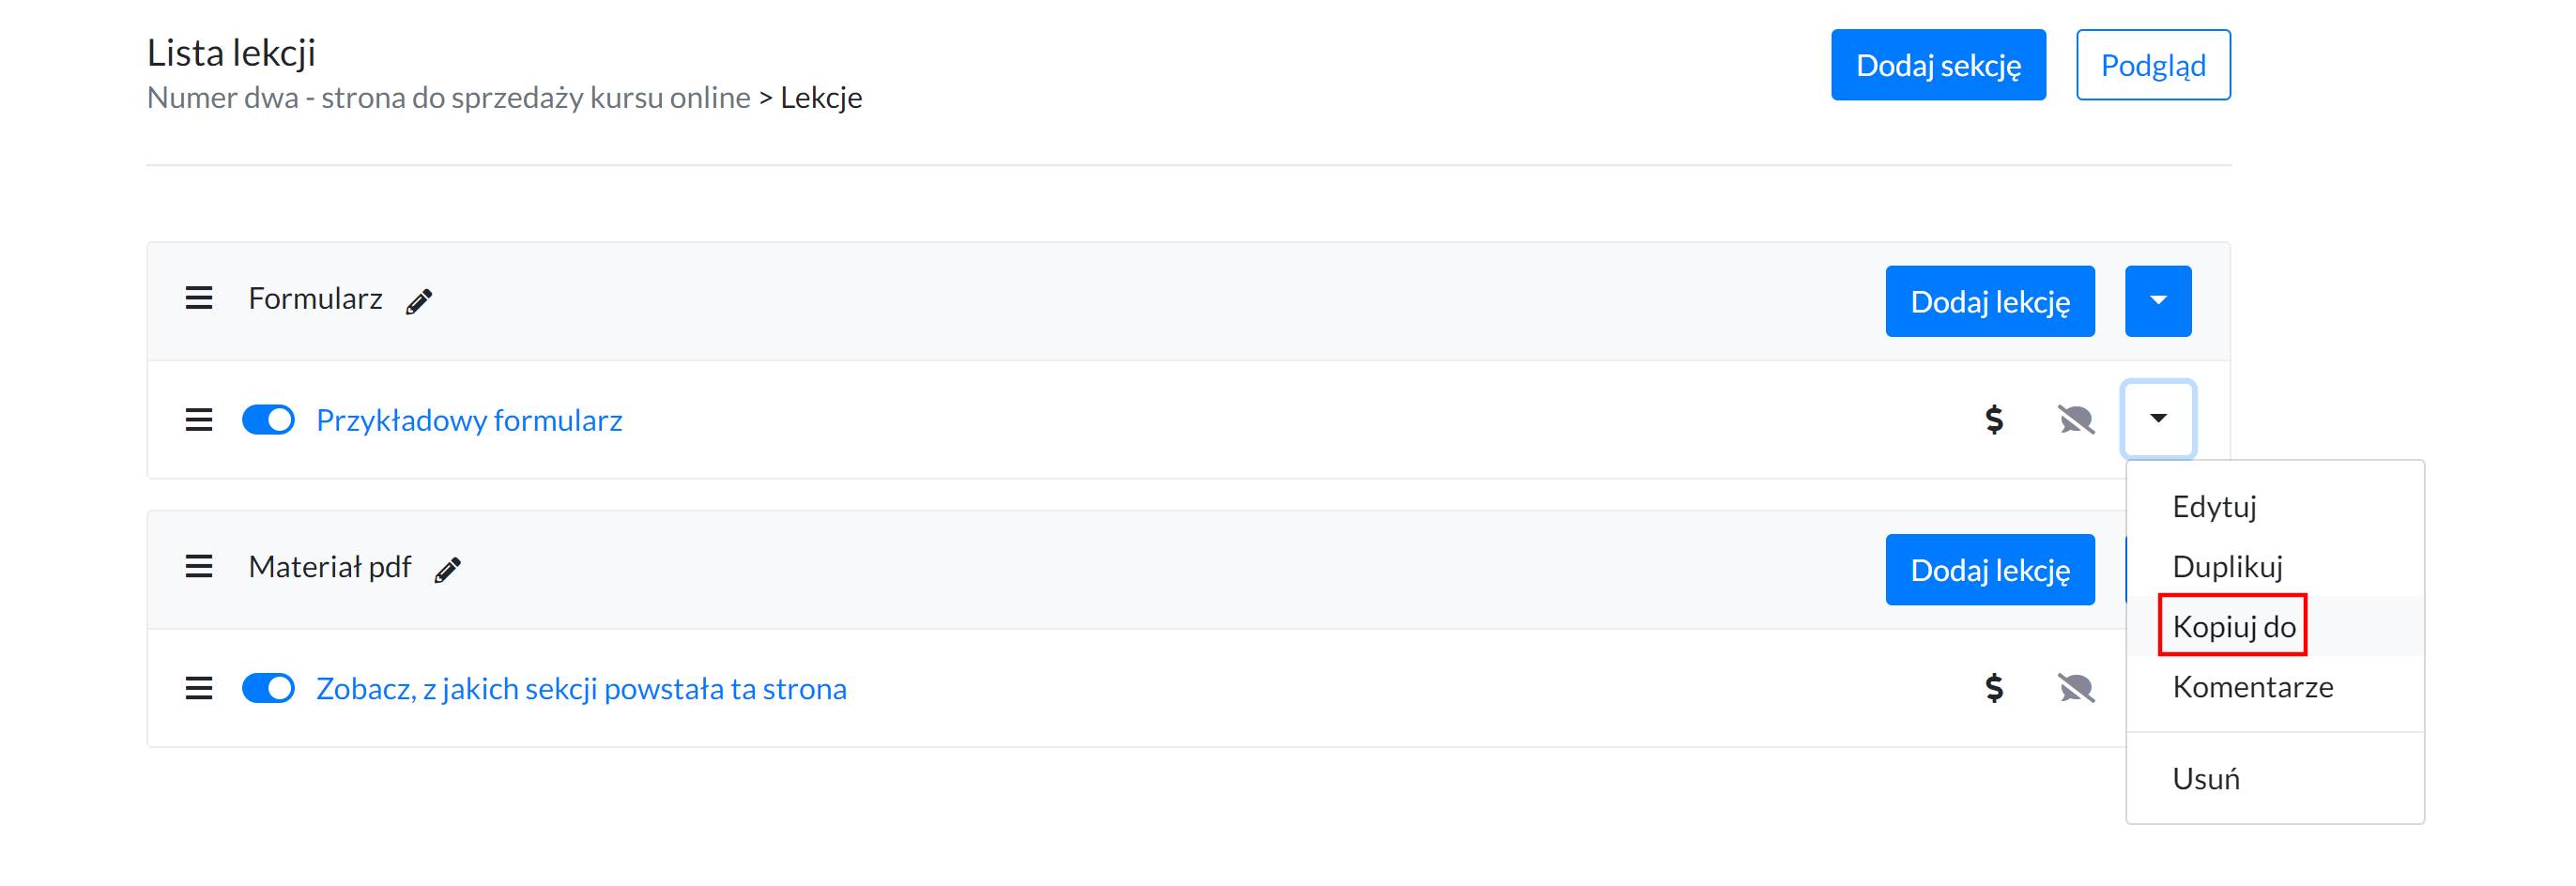 Lista lekcji
Numer dwa - strona do sprzedaży kursu online > Lekcje
Dodaj sekcję
Podgląd
Formularz
Dodaj lekcję
Przykładowy formularz
$
Materiał pdf
Dodaj lekcję
Zobacz, z jakich sekcji powstała ta strona
$
Edytuj
Duplikuj
Kopiuj do
Komentarze
Usuń